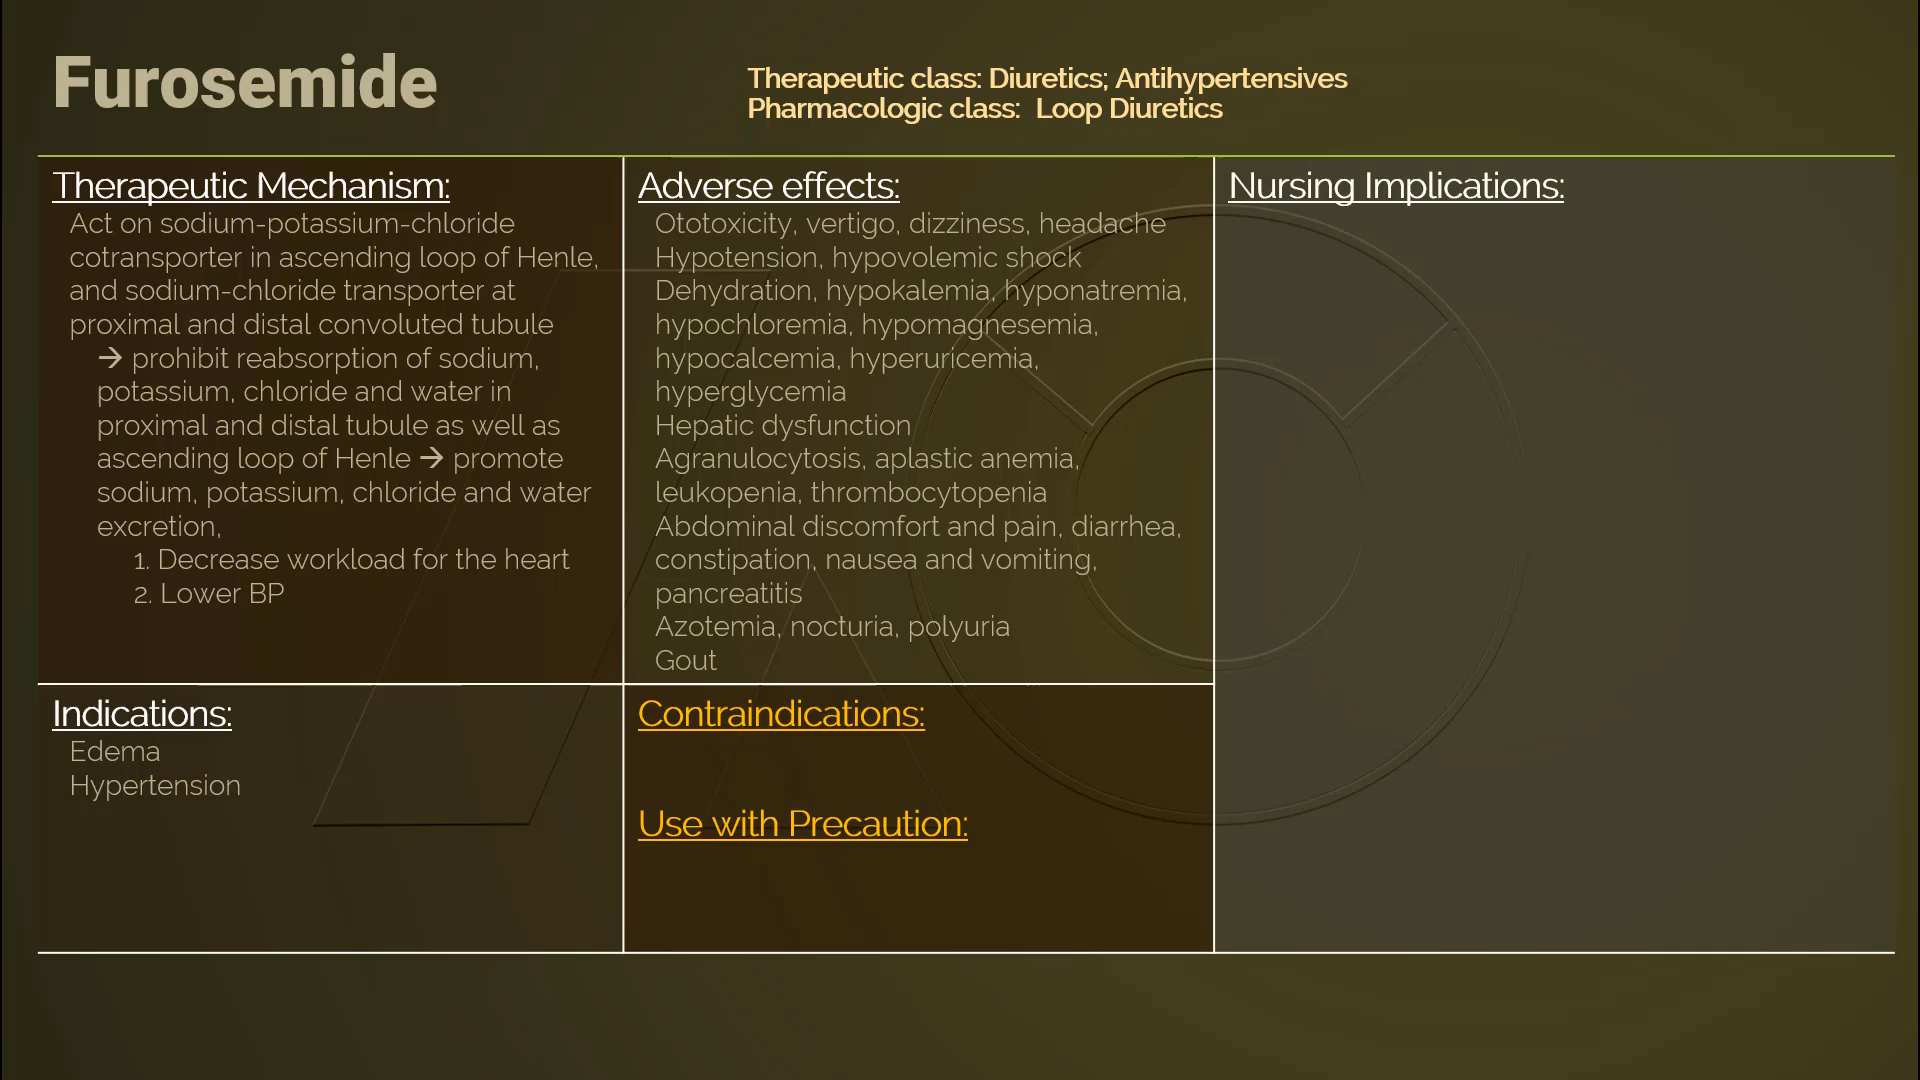 Furosemide
Therapeutic class: Diuretics; Antihypertensives
Pharmacologic class: Loop Diuretics
Therapeutic Mechanism:
Act on sodium-potassium-chloride
cotransporter in ascending loop of Henle,
and sodium-chloride transporter at
proximal and distal convoluted tubule
→ prohibit reabsorption of sodium,
potassium, chloride and water in
proximal and distal tubule as well as
ascending loop of Henle → promote
sodium, potassium, chloride and water
excretion,
1. Decrease workload for the heart
2. Lower BP
Adverse effects:
Ototoxicity, vertigo, dizziness, headache
Hypotension, hypovolemic shock
Dehydration, hypokalemia, hyponatremia,
hypochloremia, hypomagnesemia,
hypocalcemia, hyperuricemia,
hyperglycemia
Hepatic dysfunction
Agranulocytosis, aplastic anemia,
leukopenia, thrombocytopenia
Abdominal discomfort and pain, diarrhea,
constipation, nausea and vomiting,
pancreatitis
Azotemia, nocturia, polyuria
Gout
Nursing Implications:
Indications:
Edema
Hypertension
Contraindications:
Use with Precaution: